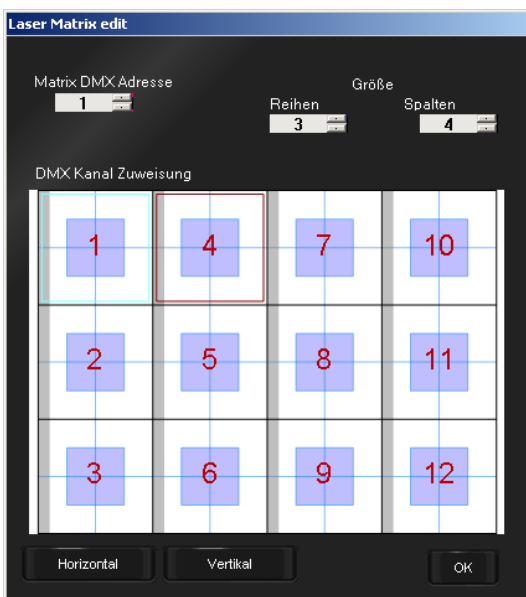 Laser Matrix edit
Matrix DMX Adresse
1
Größe
Reihen
Spalten
3
4
DMX Kanal Zuweisung
1 4 7 10
2 5 8 11
3 6 9 12
Horizontal
Vertikal
OK